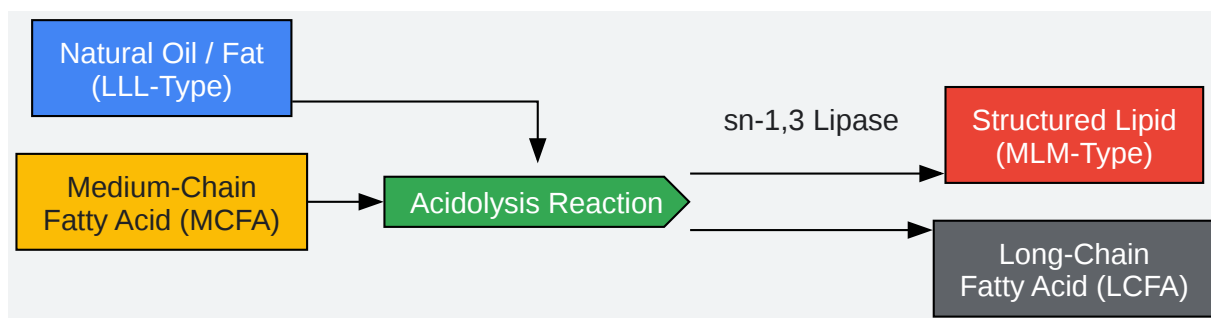 Natural Oil / Fat
(LLL-Type)
Medium-Chain
Fatty Acid (MCFA)
Acidolysis Reaction
sn-1,3 Lipase
Structured Lipid
(MLM-Type)
Long-Chain
Fatty Acid (LCFA)